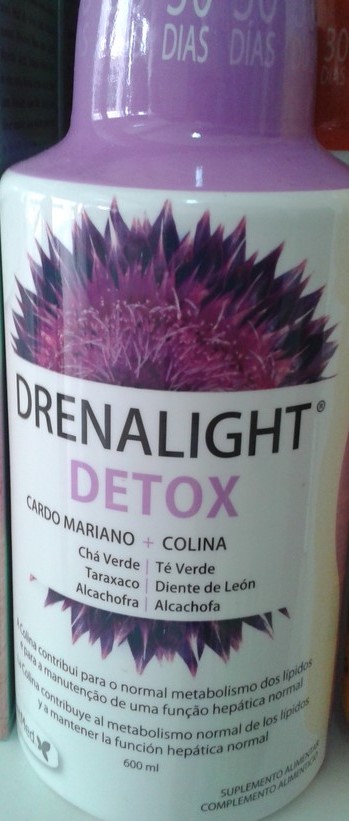 30 30
DIAS DIAS
30
DIAS
DRENALIGHT®
DETOX
CARDO MARIANO + COLINA
Chá Verde | Té Verde
Taraxaco | Diente de León
Alcachofra | Alcachofa
A Colina contribui para o normal metabolismo dos lípidos
e para a manutenção de uma função hepática normal
La Colina contribuye al metabolismo normal de los lípidos
y a mantener la función hepática normal
600 ml
SUPLEMENTO ALIMENTAR
COMPLEMENTO ALIMENTICIO